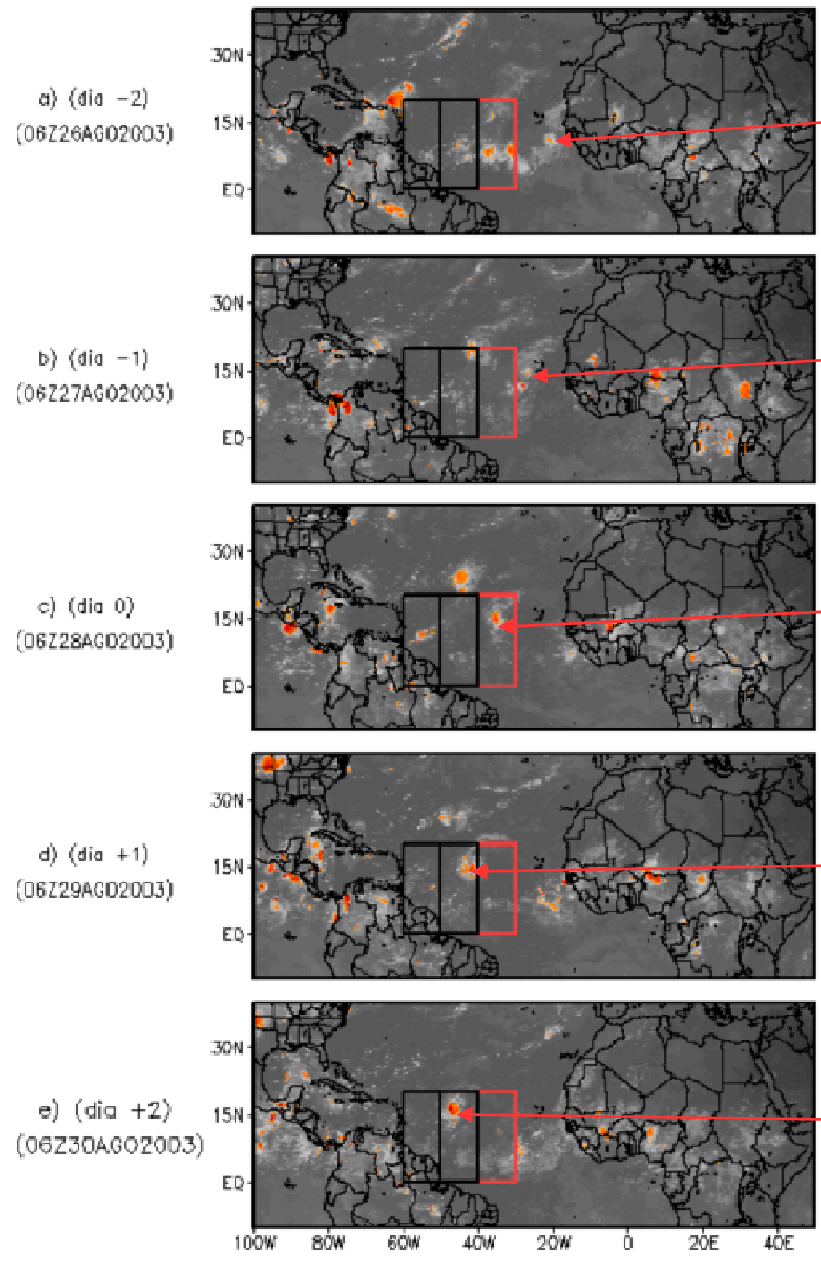 a) (dia -2)
(06Z26AGO2003)
30N
15N
EQ
b) (dia -1)
(06Z27AGO2003)
30N
15N
EQ
c) (dia 0)
(06Z28AGO2003)
30N
15N
EQ
d) (dia +1)
(06Z29AGO2003)
30N
15N
EQ
e) (dia +2)
(06Z30AGO2003)
30N
15N
EQ
100W 80W 60W 40W 20W 0 20E 40E